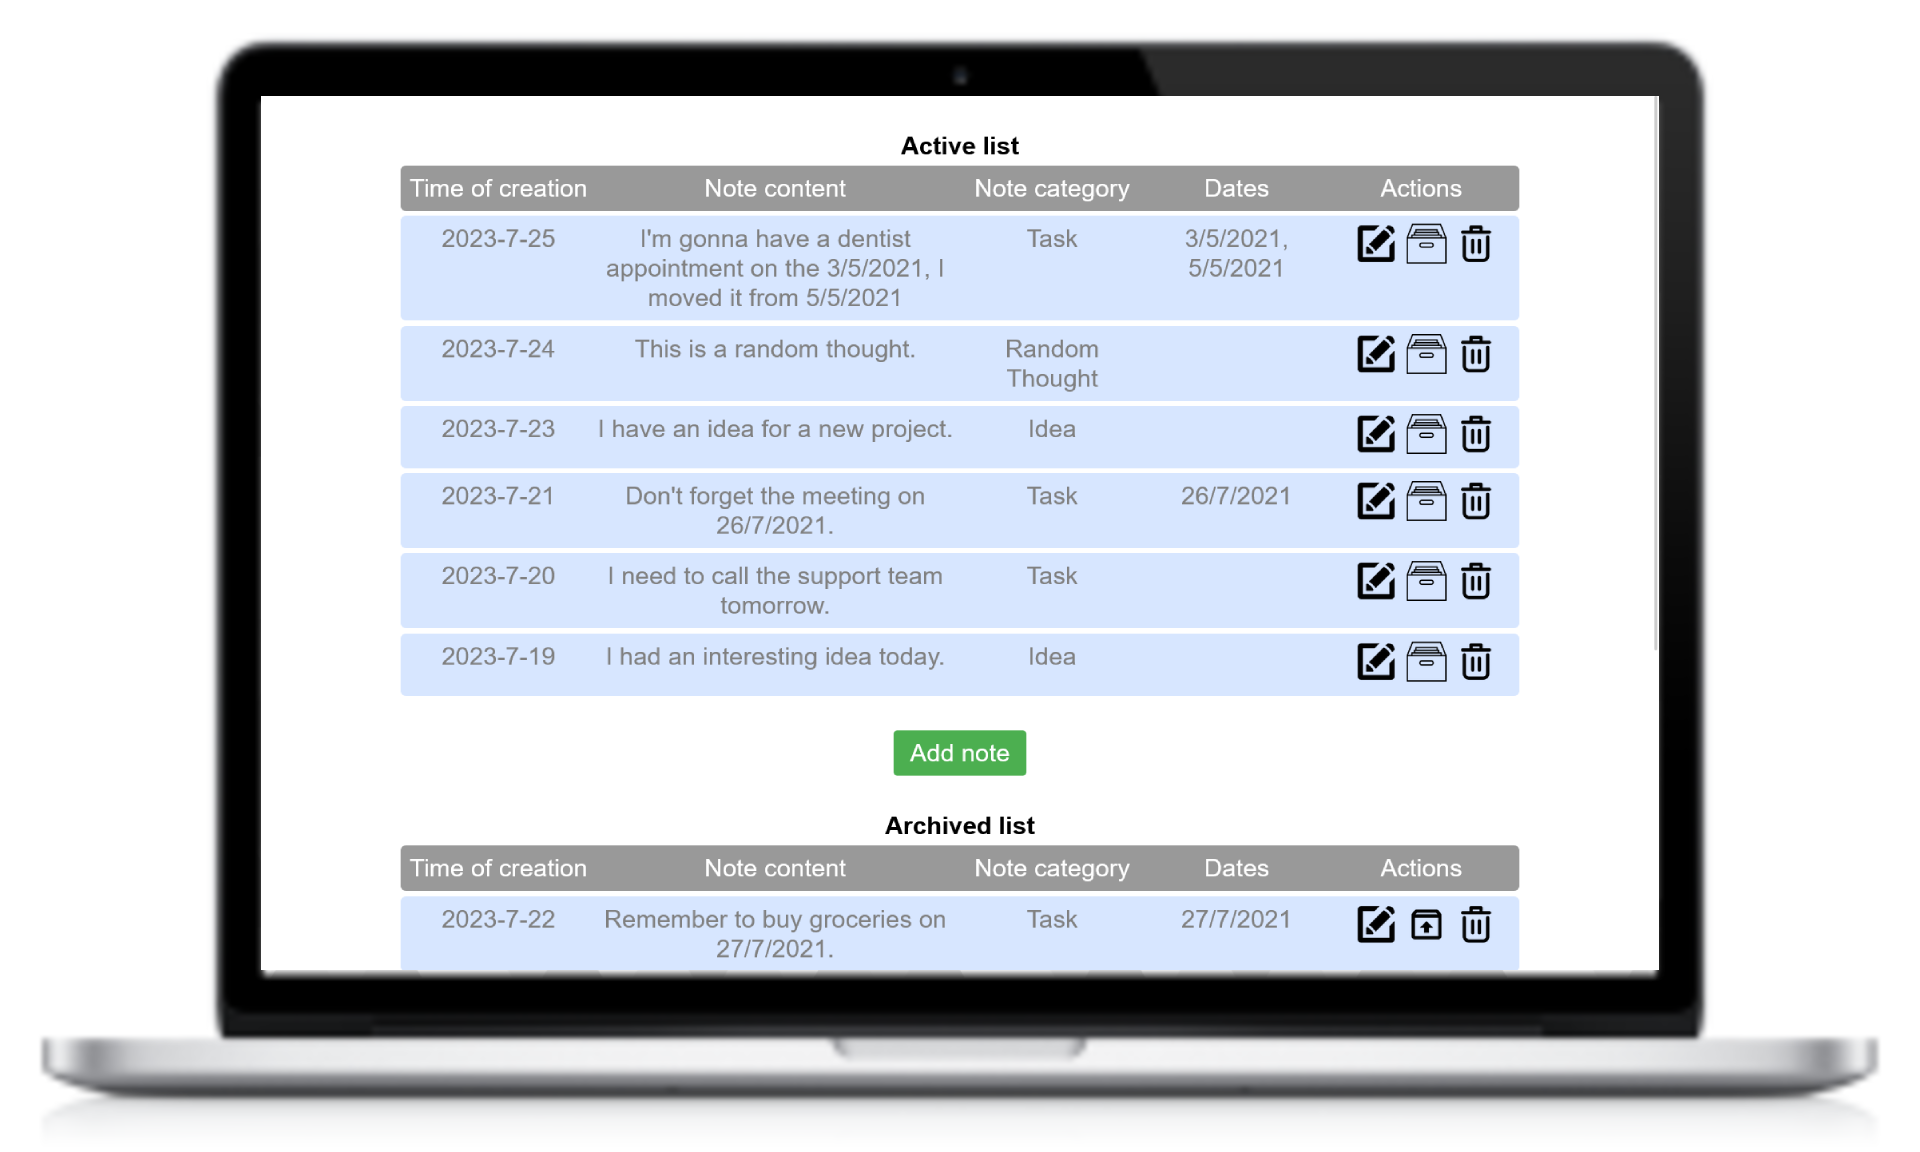 Active list
Time of creation Note content Note category Dates Actions
2023-7-25 I'm gonna have a dentist Task 3/5/2021,
appointment on the 3/5/2021, I 5/5/2021
moved it from 5/5/2021
2023-7-24 This is a random thought. Random
Thought
2023-7-23 I have an idea for a new project. Idea
2023-7-21 Don't forget the meeting on Task 26/7/2021
26/7/2021.
2023-7-20 I need to call the support team Task
tomorrow.
2023-7-19 I had an interesting idea today. Idea
Add note
Archived list
Time of creation Note content Note category Dates Actions
2023-7-22 Remember to buy groceries on Task 27/7/2021
27/7/2021.